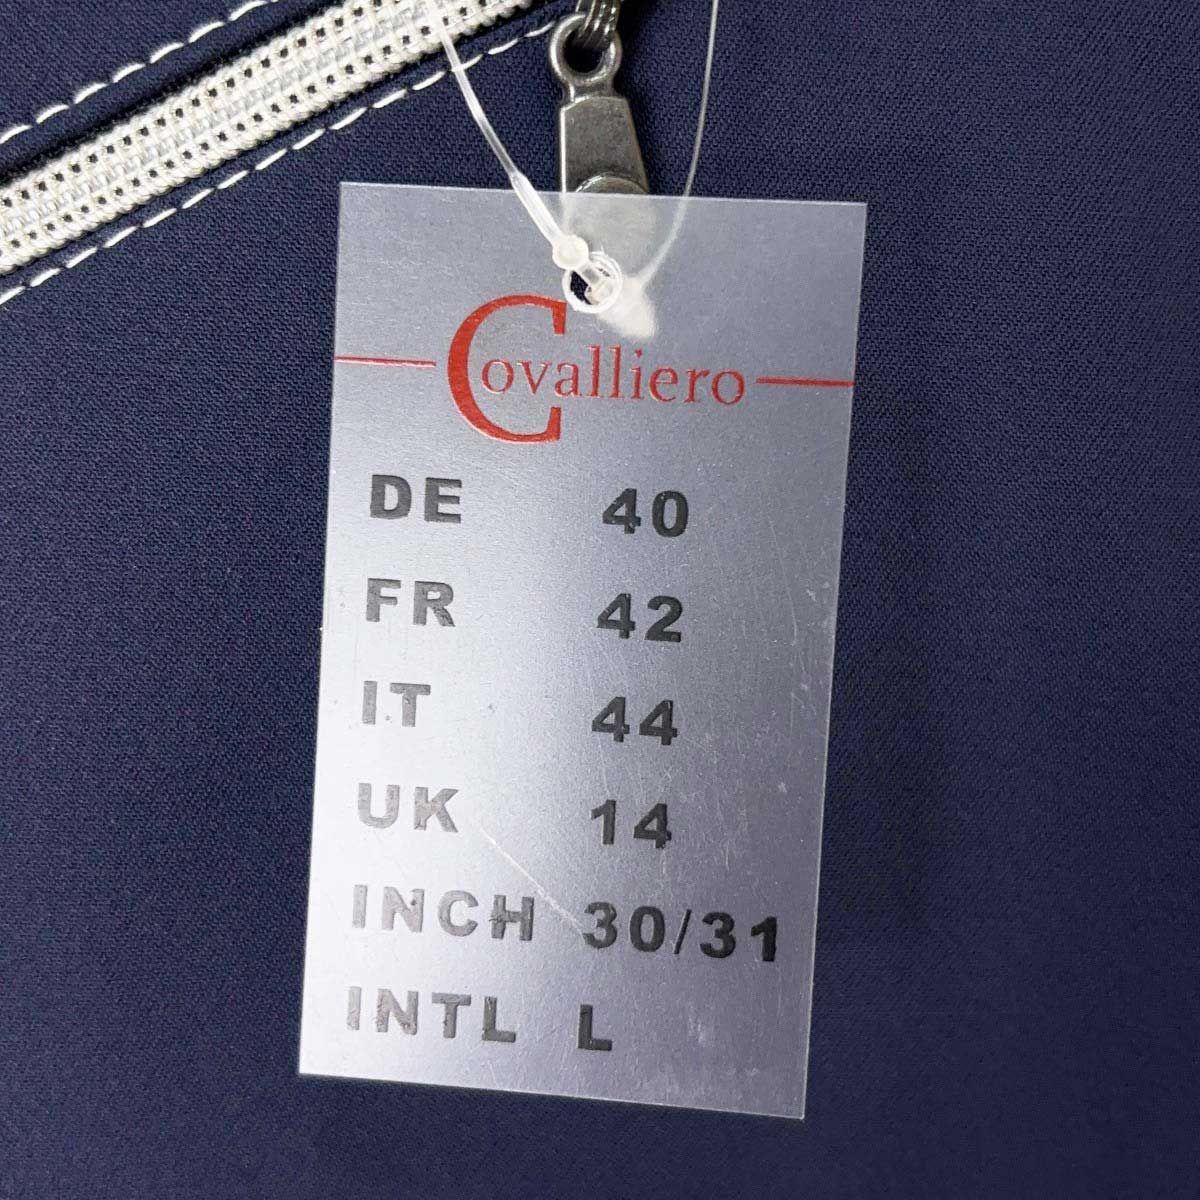 Covalliero
DE 40
FR 42
IT 44
UK 14
INCH 30/31
INTL L